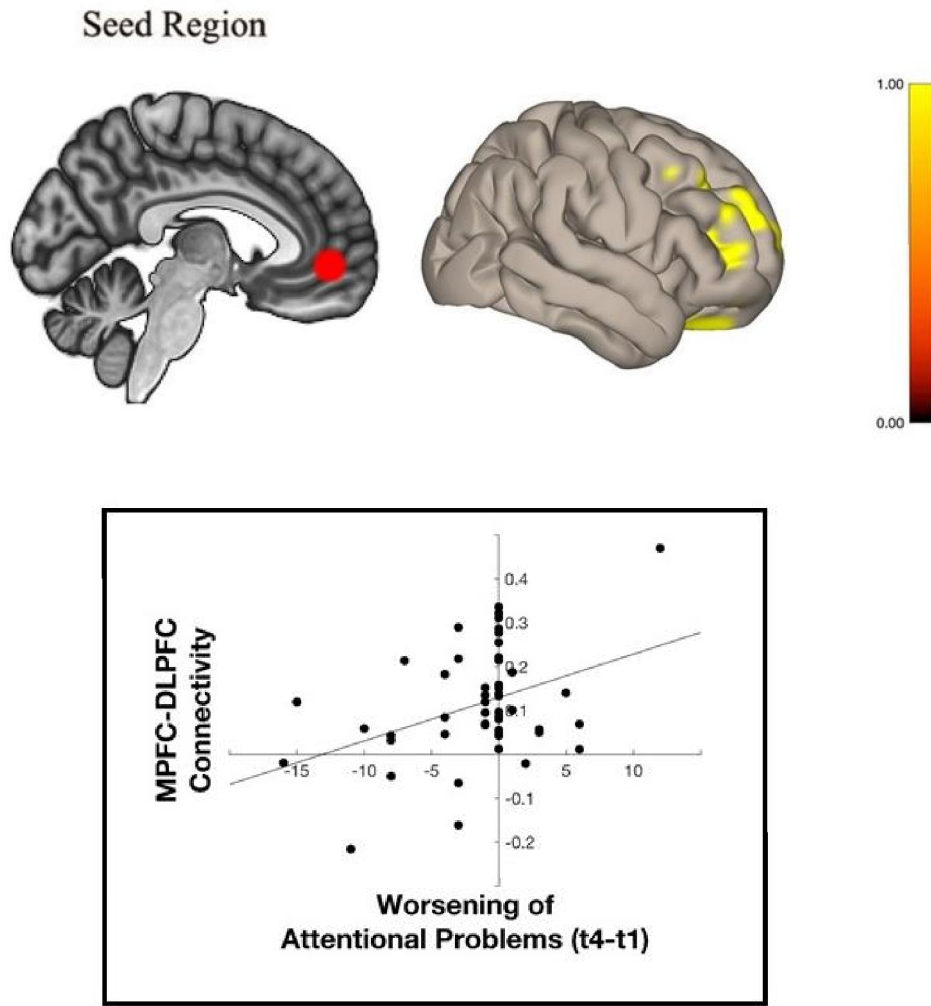 Seed Region
1.00
0.00
MPFC-DLPFC
Connectivity
0.4
0.3
0.2
0.1
-15
-10
-5
5
10
-0.1
-0.2
Worsening of
Attentional Problems (t4-t1)